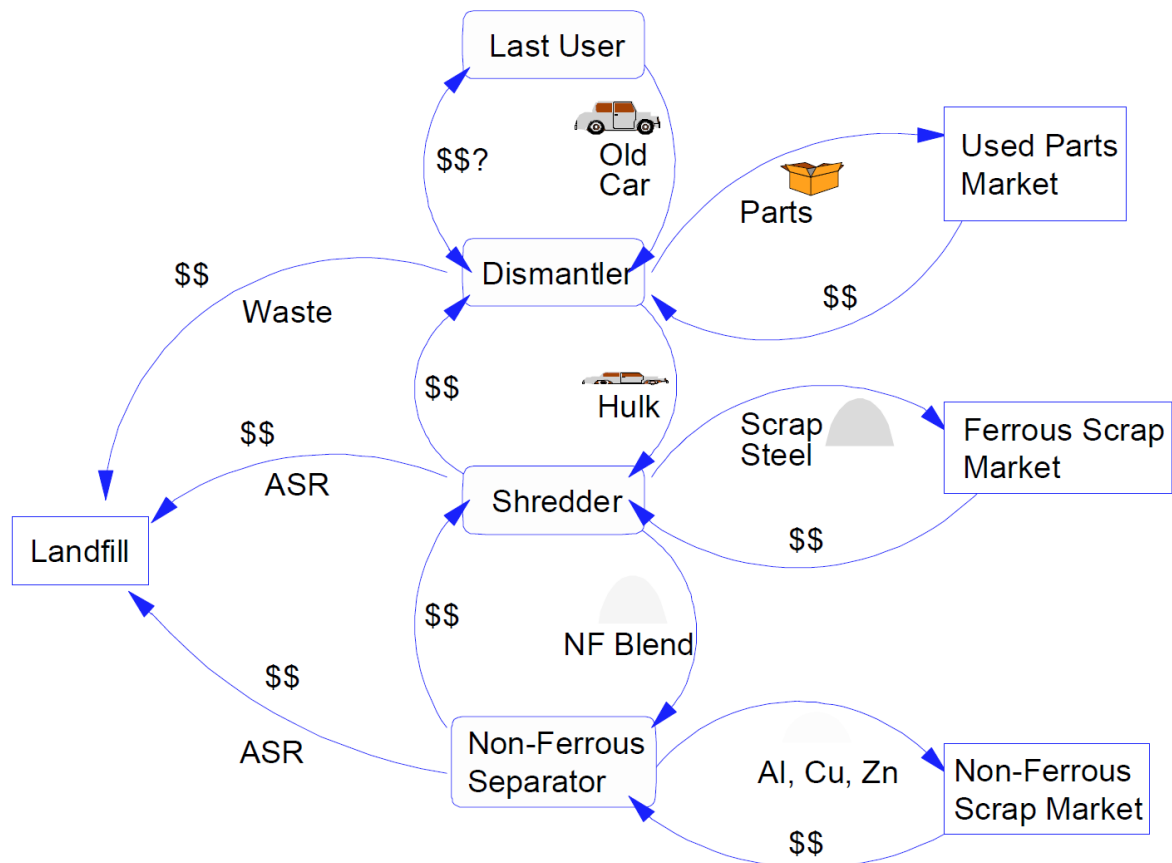 Last User
$$?
Old
Car
Used Parts
Market
Parts
Dismantler
$$
$$
Waste
$$
Hulk
Scrap
Steel
Ferrous Scrap
Market
$$
ASR
Shredder
$$
Landfill
$$
NF Blend
$$
ASR
Non-Ferrous
Separator
Al, Cu, Zn
Non-Ferrous
Scrap Market
$$